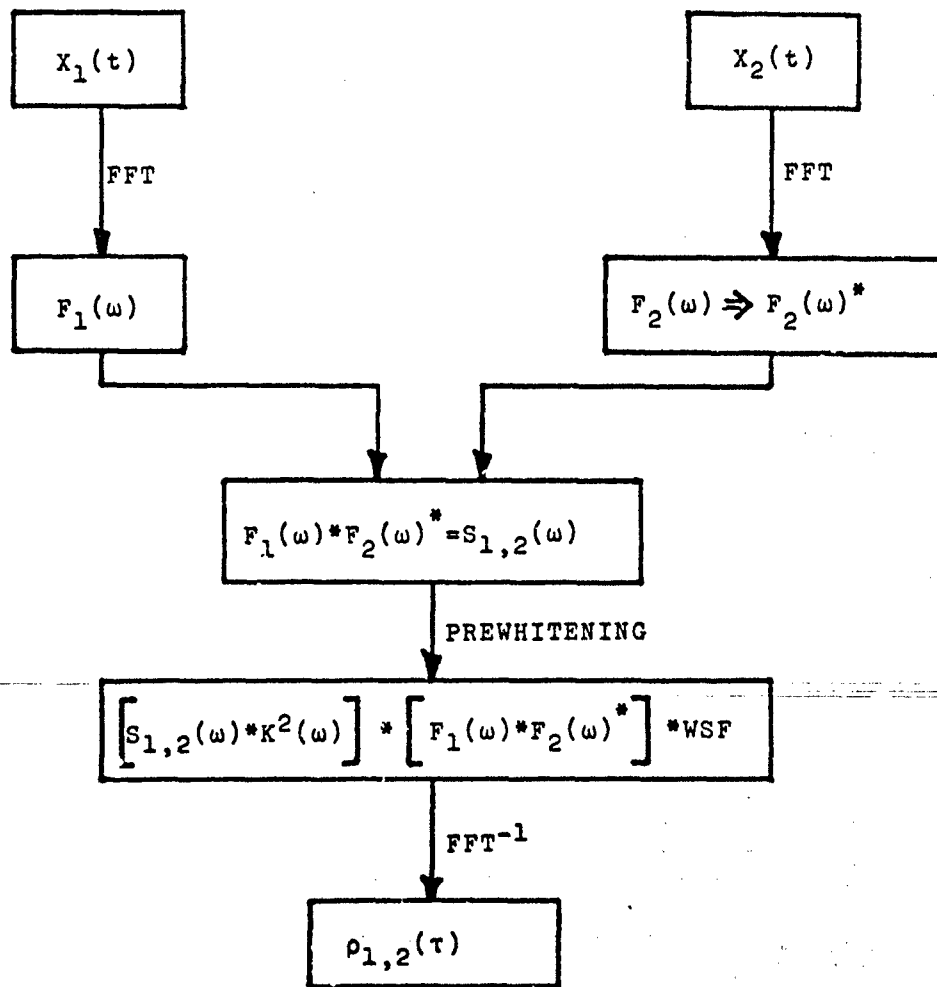 X₁(t)
X₂(t)
FFT
FFT
F₁(ω)
F₂(ω) ⇒ F₂(ω)*
F₁(ω)*F₂(ω)*=S₁,₂(ω)
PREWHITENING
[S₁,₂(ω)*K²(ω)] * [F₁(ω)*F₂(ω)*] *WSF
FFT⁻¹
ρ₁,₂(τ)